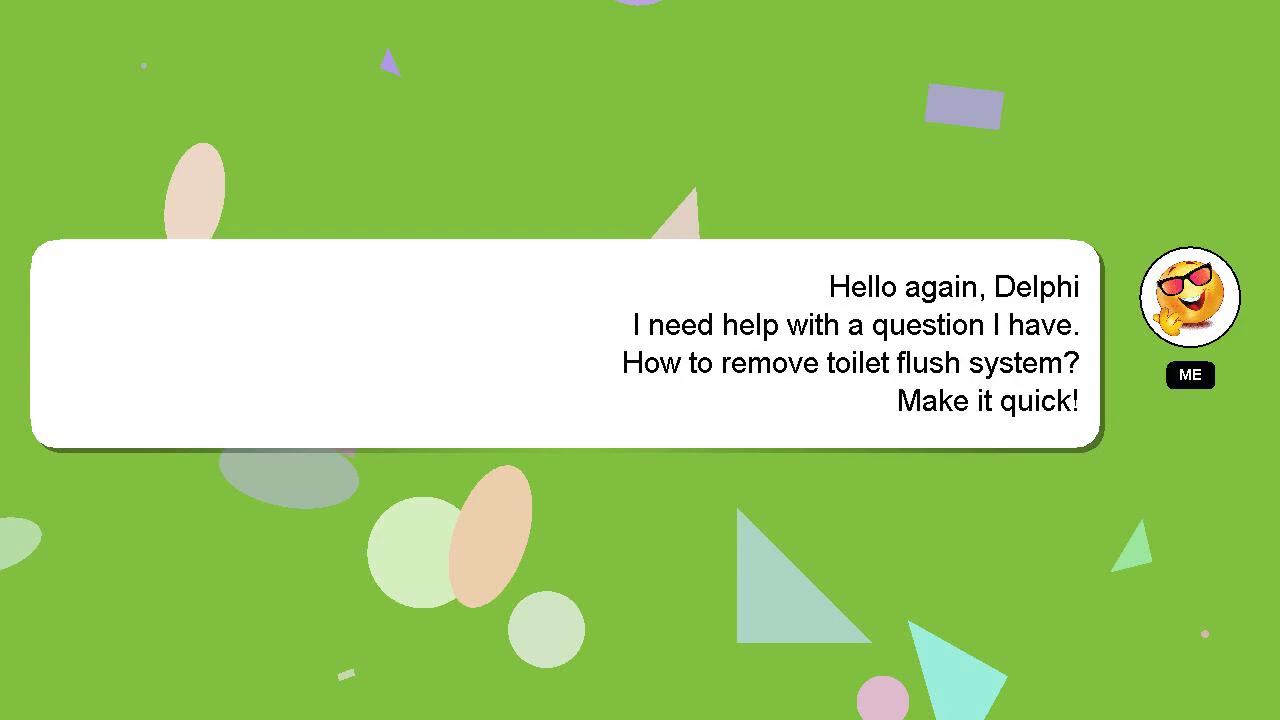 Hello again, Delphi
I need help with a question I have.
How to remove toilet flush system?
Make it quick!
ME